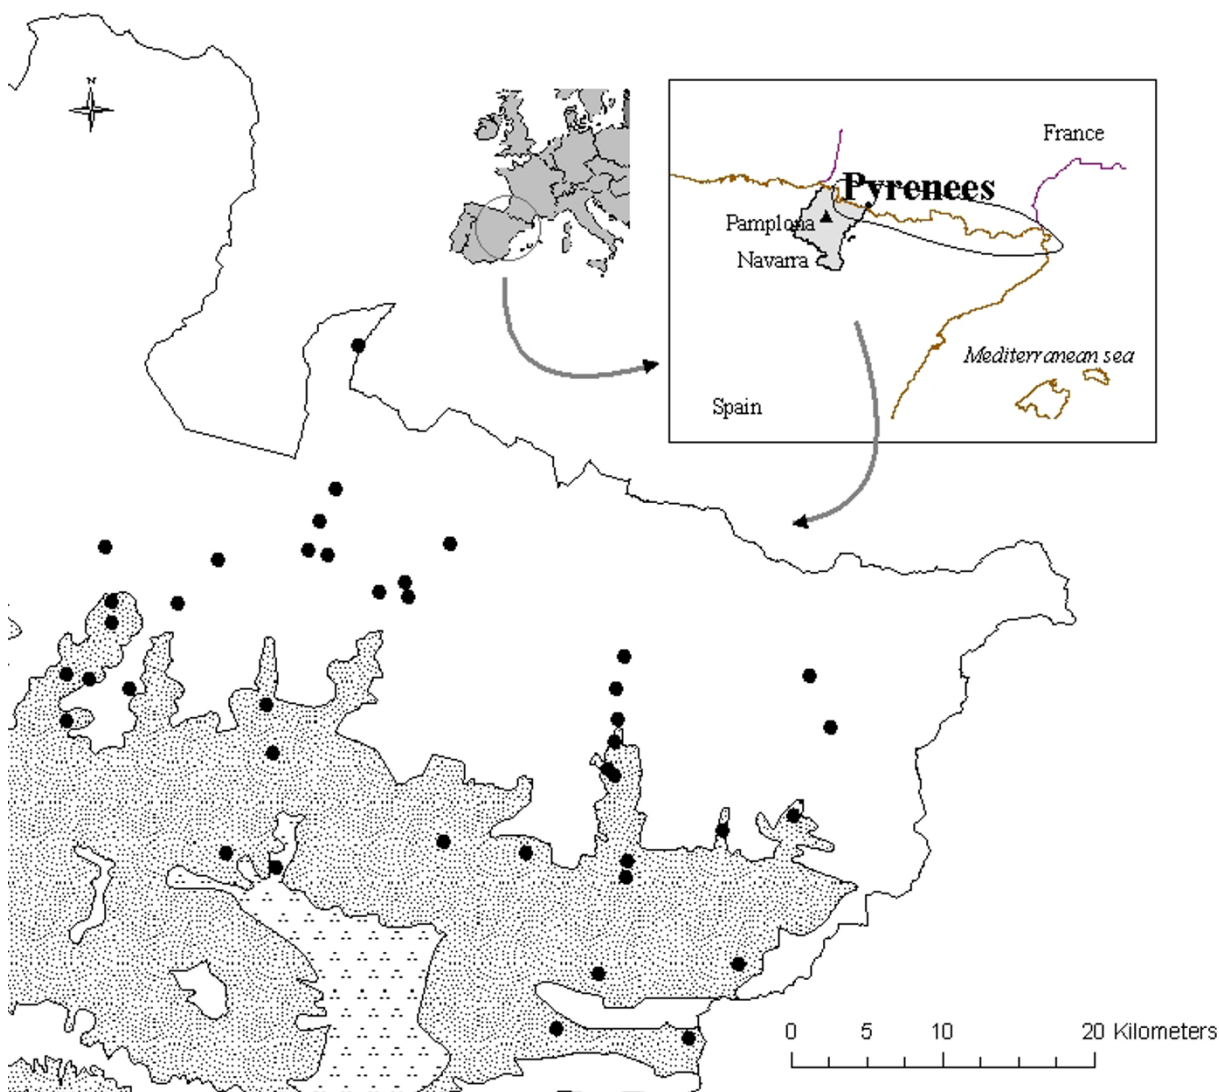 N
France
Pyrenees
Pamplona
Navarra
Mediterranean sea
Spain
0 5 10 20 Kilometers